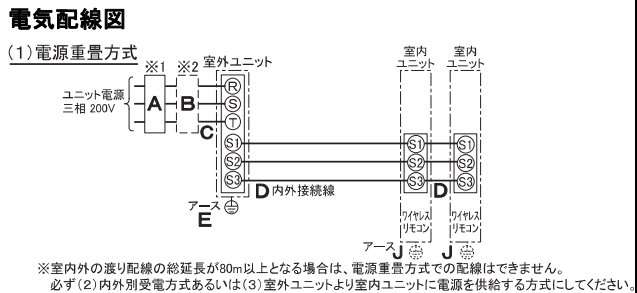 電気配線図
(1)電源重畳方式
※1 ※2 室外ユニット 室内ユニット 室内ユニット
ユニット電源
三相 200V
A B C
R
S
T
S1 S1 S1
S2 S2 S2
S3 S3 S3
D 内外接続線 D
アース
E
ワイヤレスリモコン ワイヤレスリモコン
アース J J
※室内外の渡り配線の総延長が80m以上となる場合は、電源重畳方式での配線はできません。
必ず(2)内外別受電方式あるいは(3)室外ユニットより室内ユニットに電源を供給する方式にしてください。